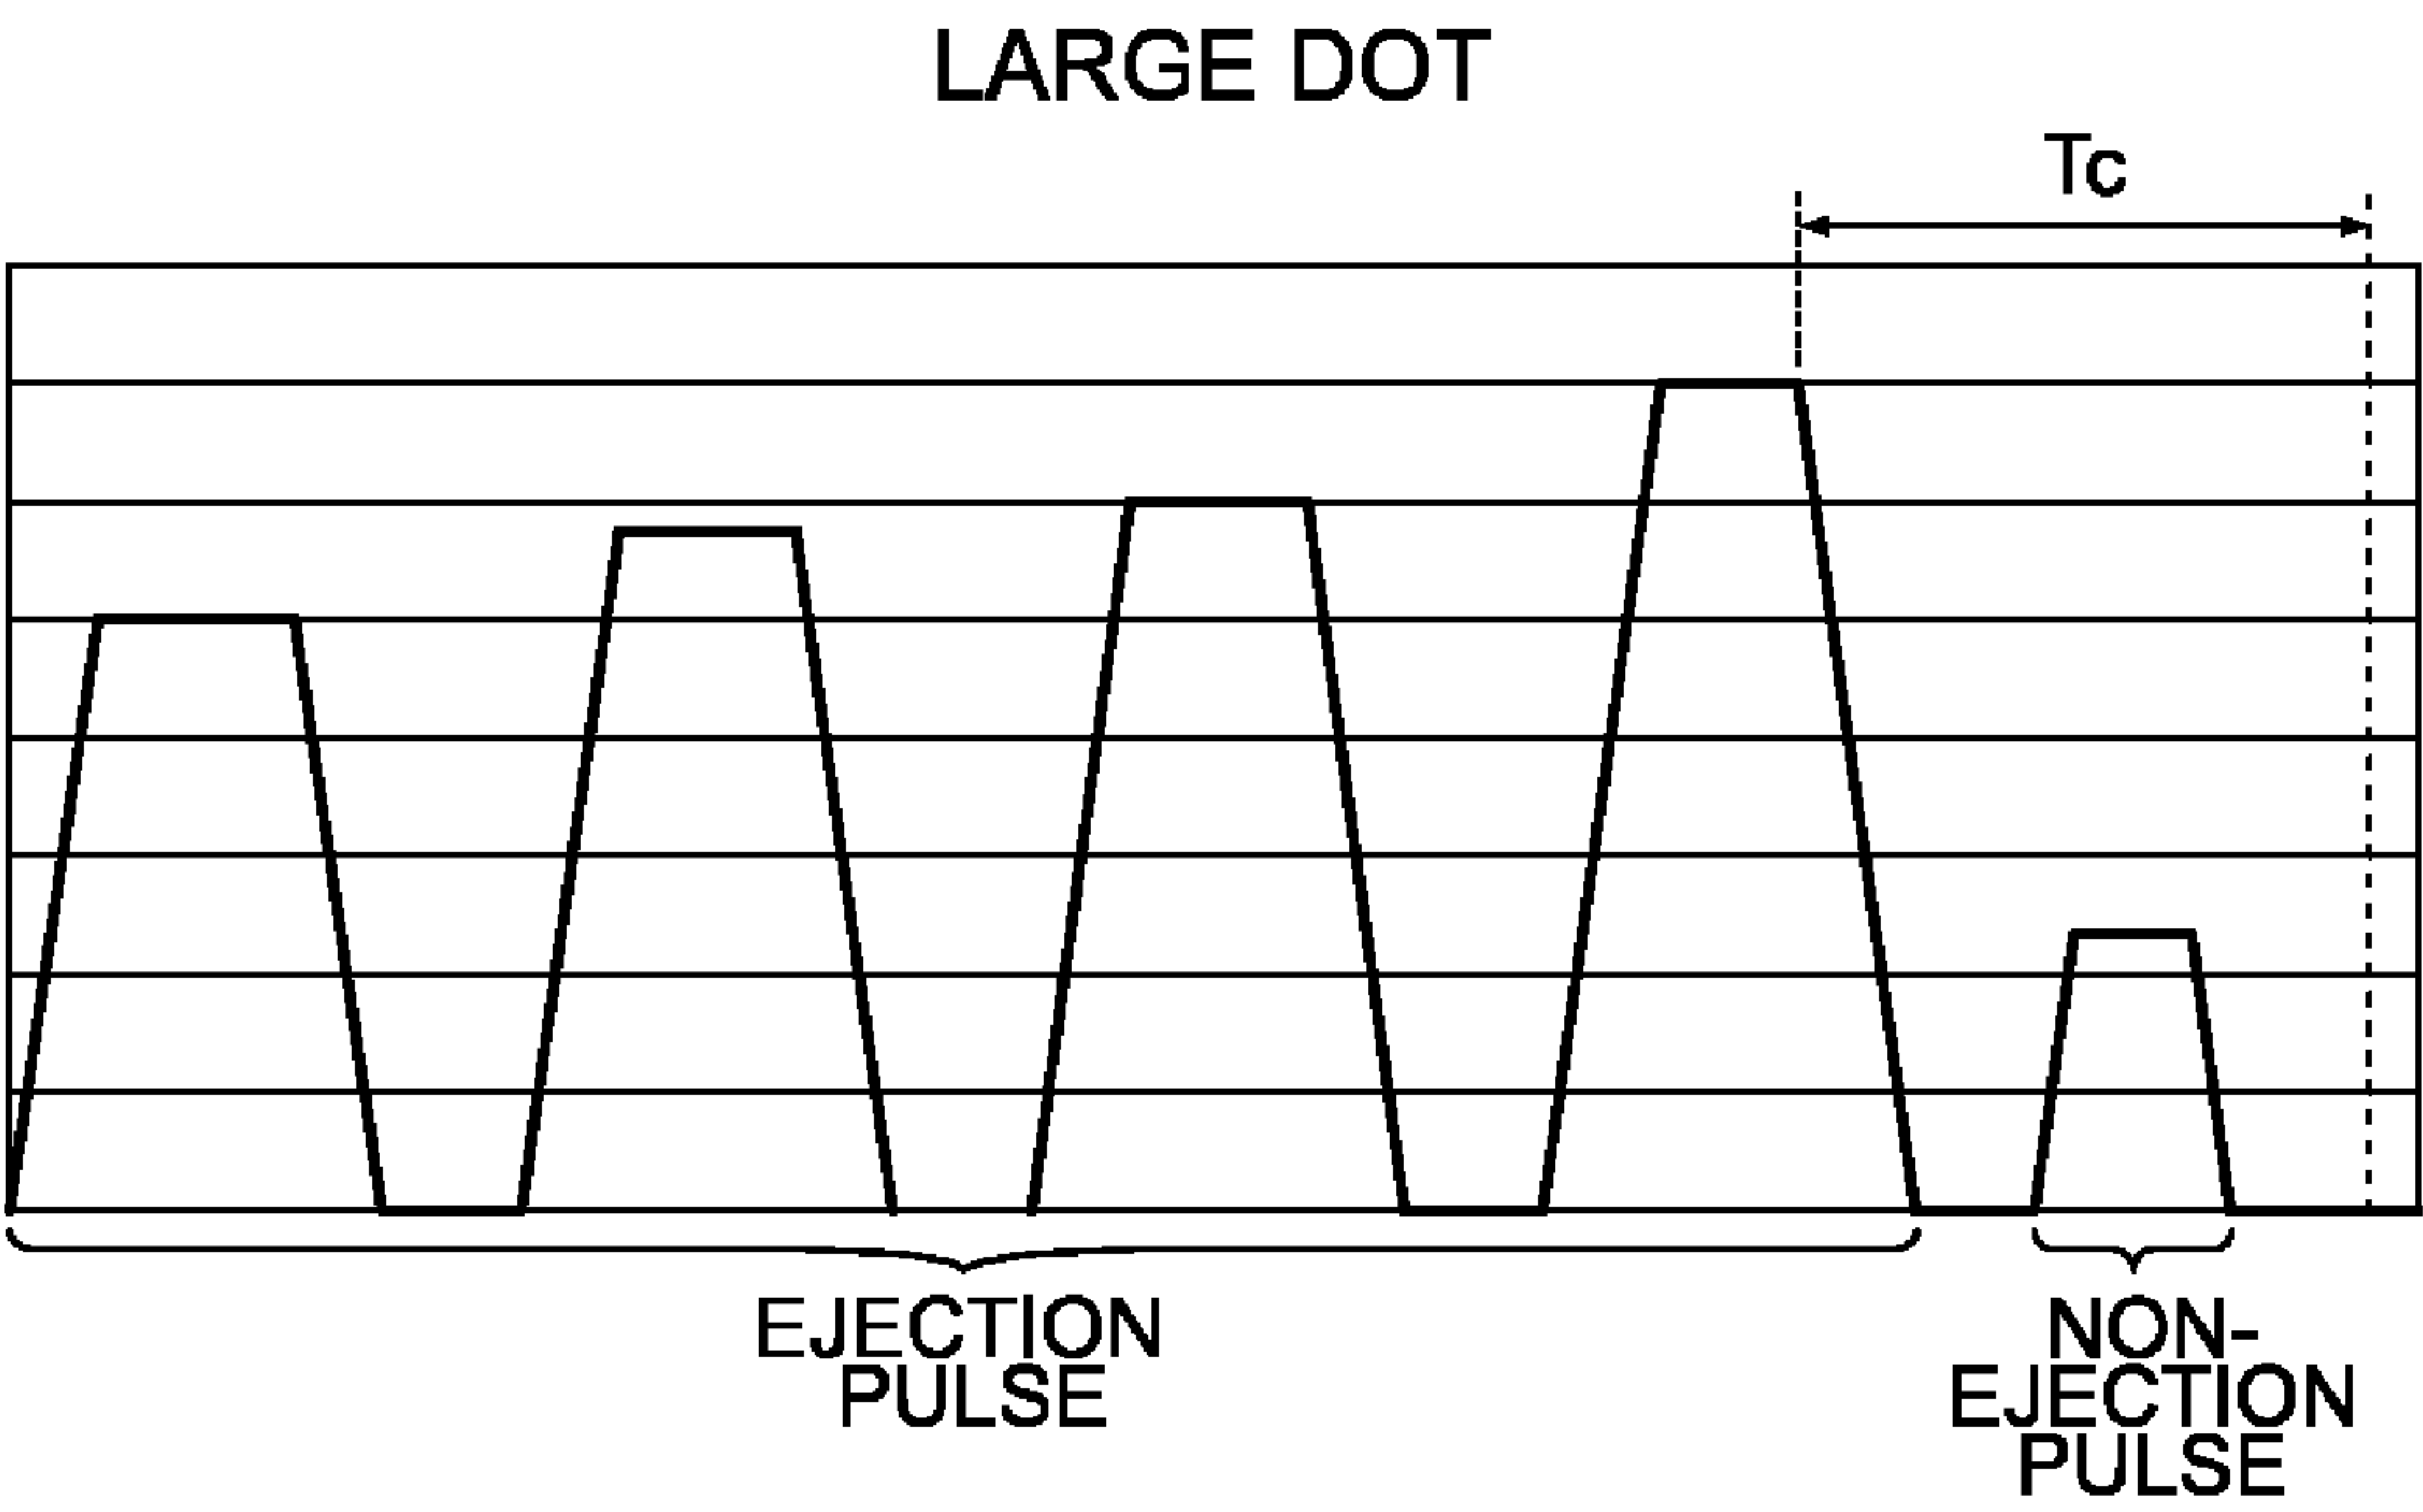 LARGE DOT
Tc
EJECTION
PULSE
NON-
EJECTION
PULSE